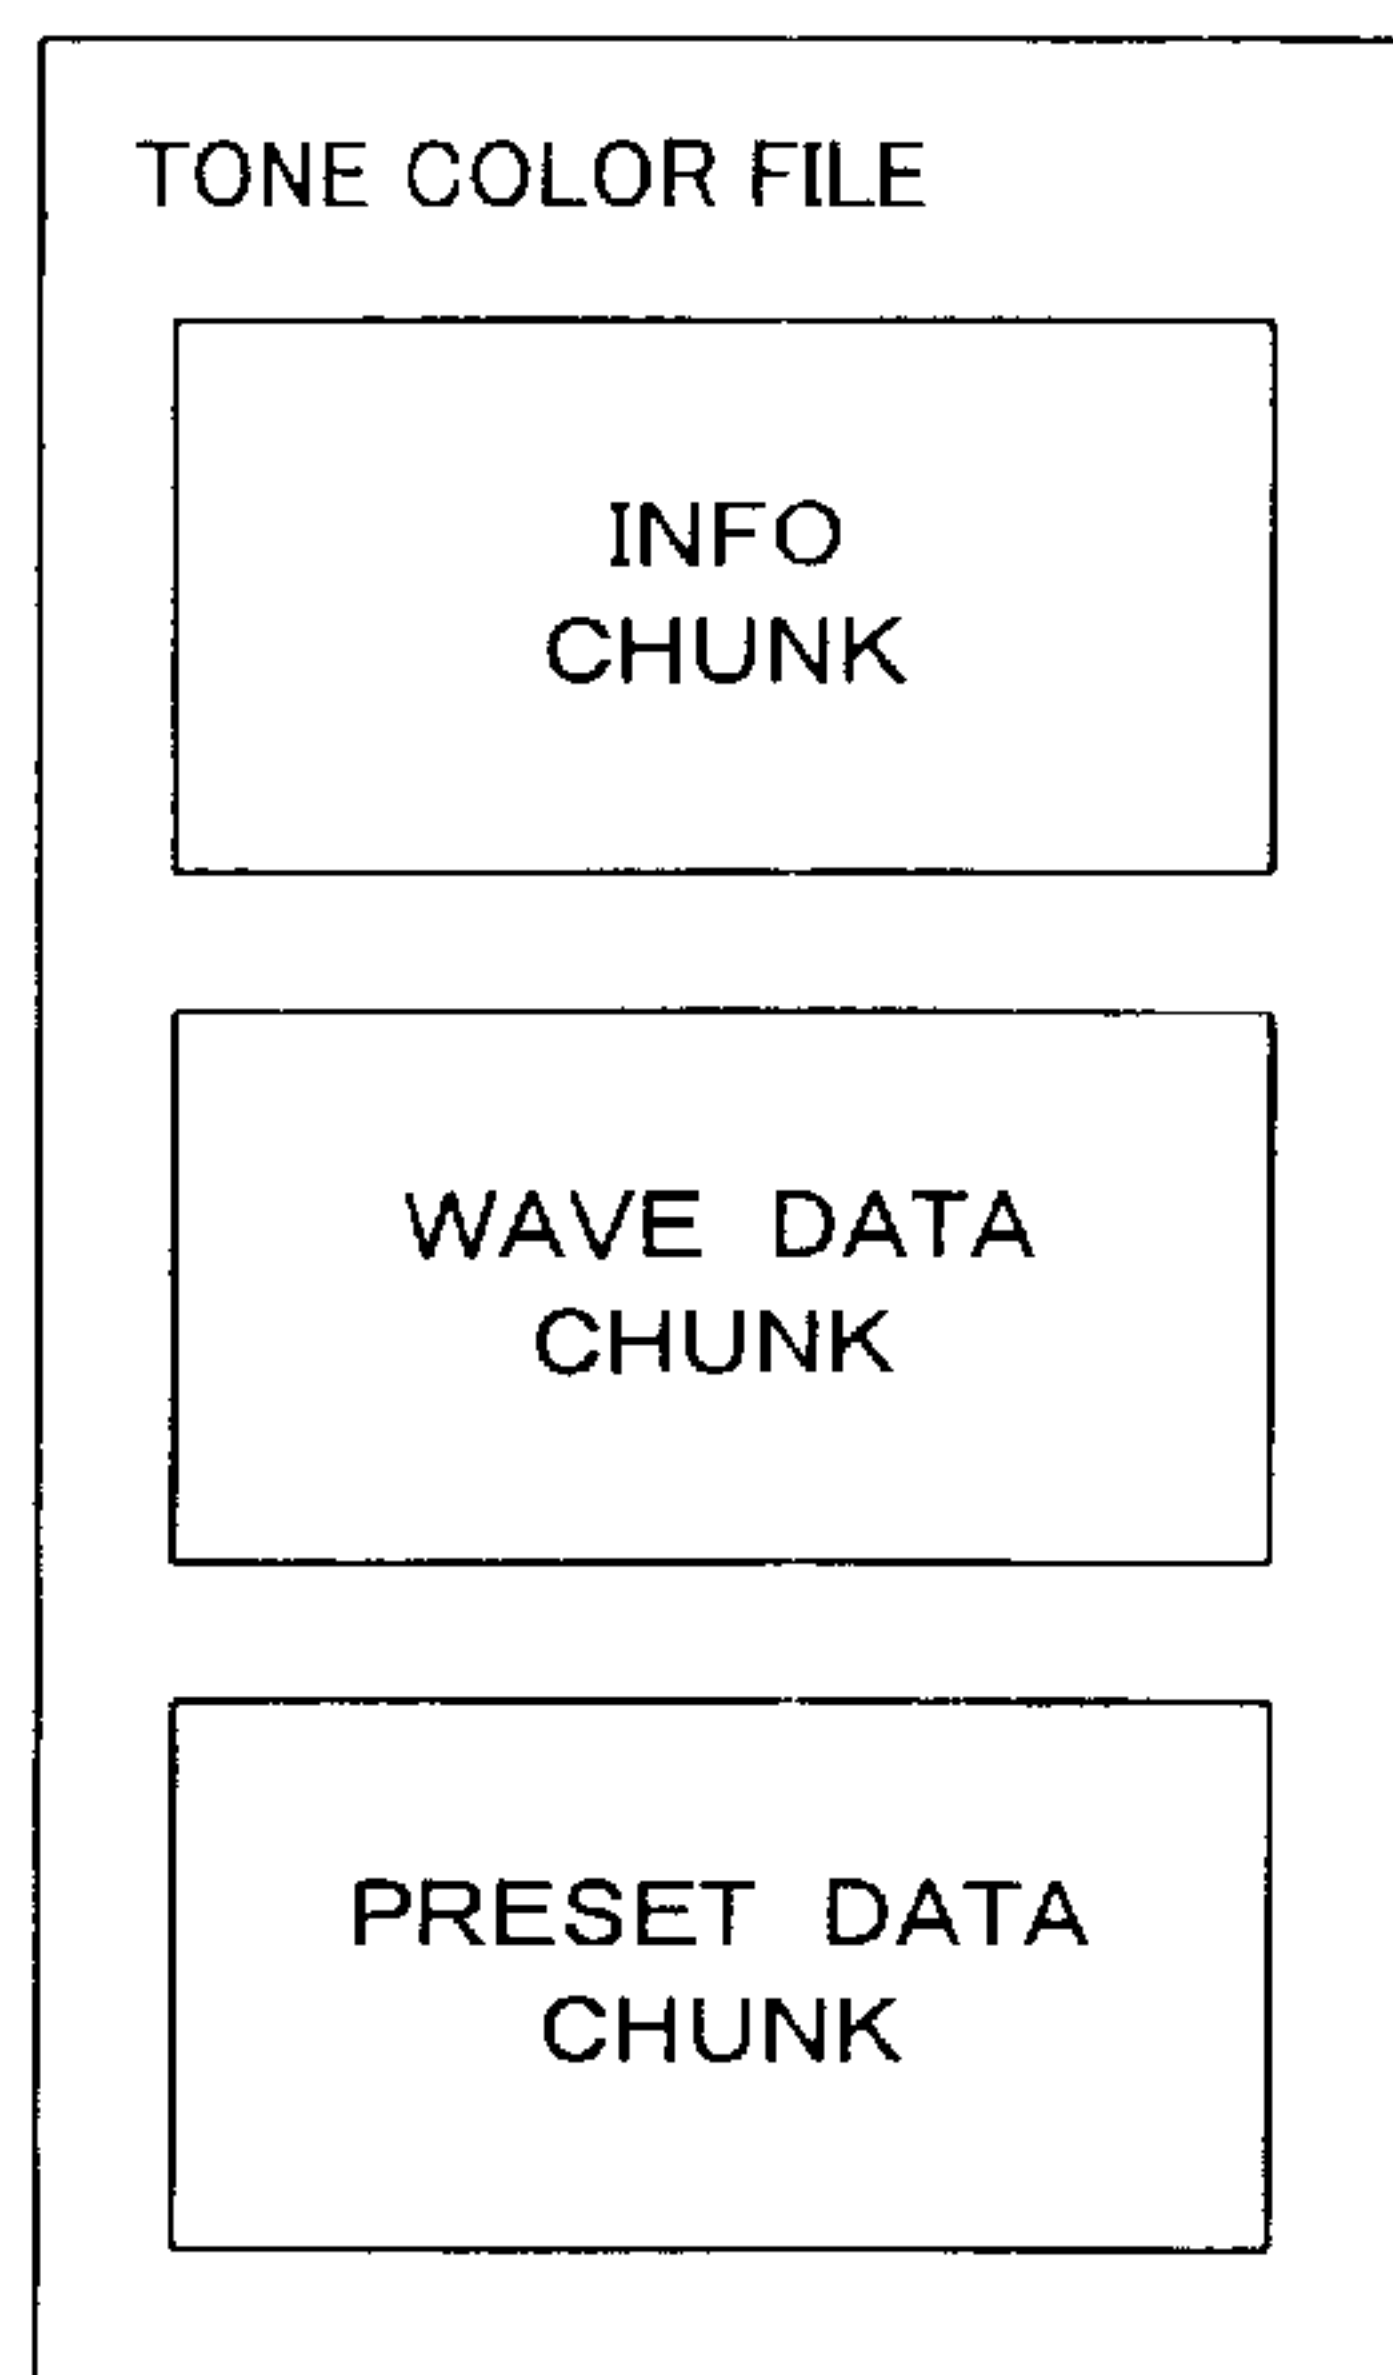 TONE COLOR FILE
INFO
CHUNK
WAVE DATA
CHUNK
PRESET DATA
CHUNK